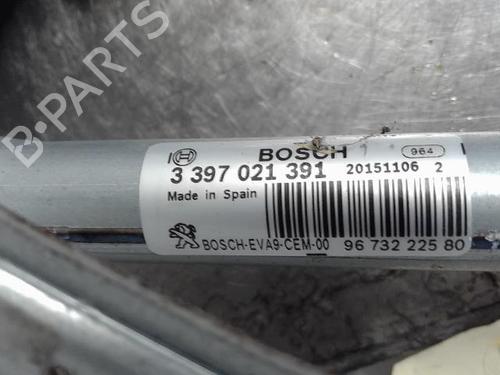 BOSCH
964
3 397 021 391 20151106 2
Made in Spain
BOSCH-EVA9-CEM-00 96 732 225 80
B-PARTS